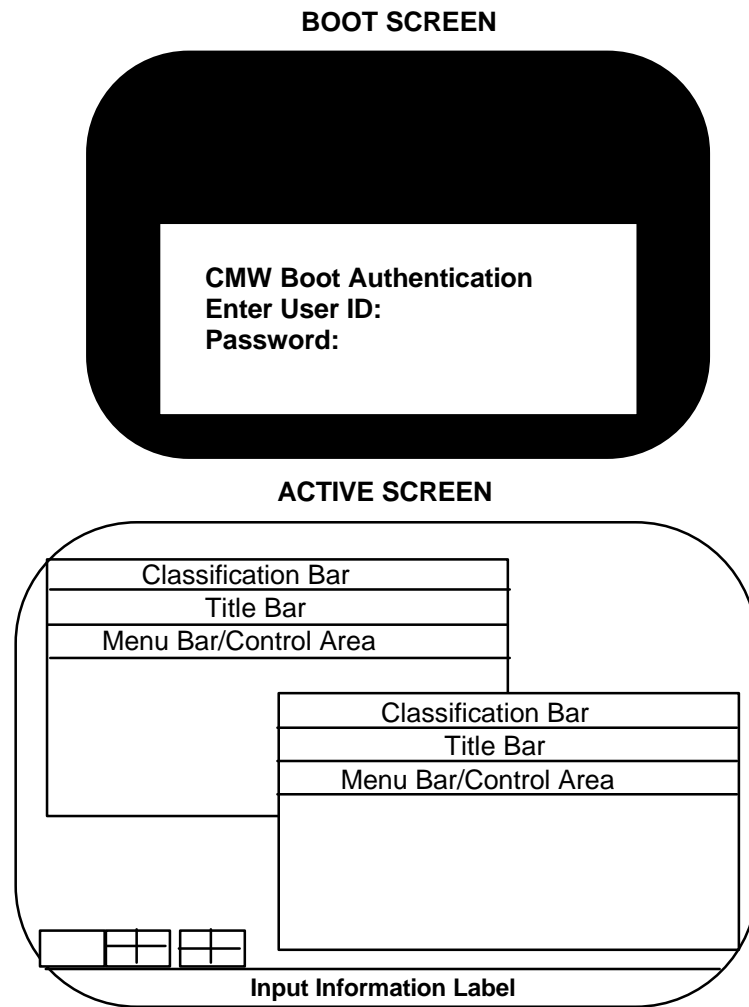 BOOT SCREEN
CMW Boot Authentication
Enter User ID:
Password:
ACTIVE SCREEN
Classification Bar
Title Bar
Menu Bar/Control Area
Classification Bar
Title Bar
Menu Bar/Control Area
Input Information Label